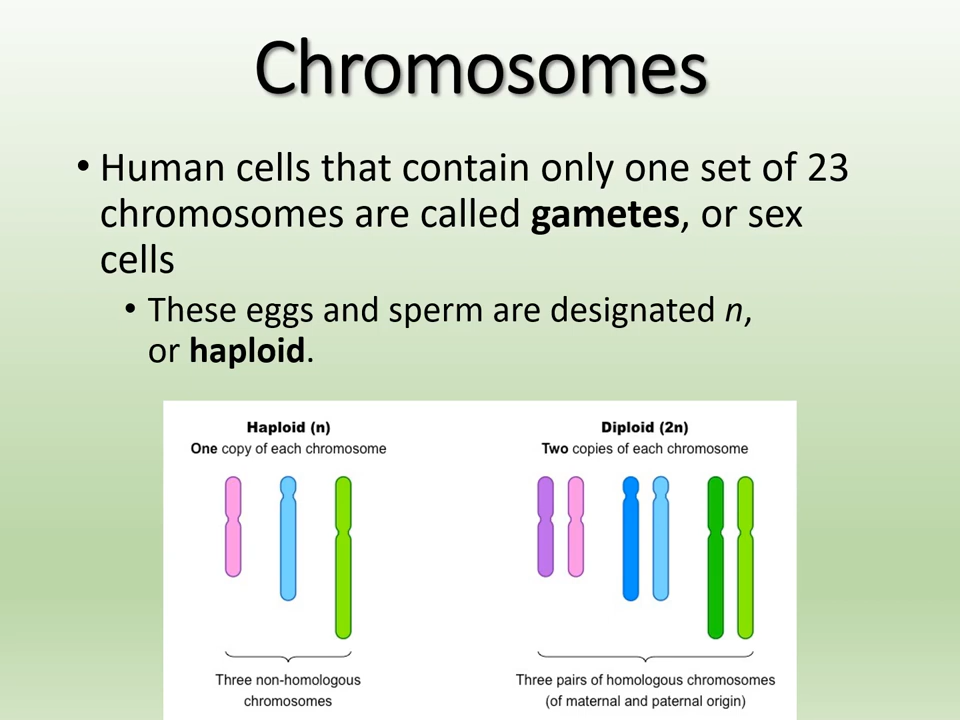 Chromosomes
• Human cells that contain only one set of 23
chromosomes are called gametes, or sex
cells
• These eggs and sperm are designated n,
or haploid.
Haploid (n)
One copy of each chromosome
Three non-homologous
chromosomes
Diploid (2n)
Two copies of each chromosome
Three pairs of homologous chromosomes
(of maternal and paternal origin)